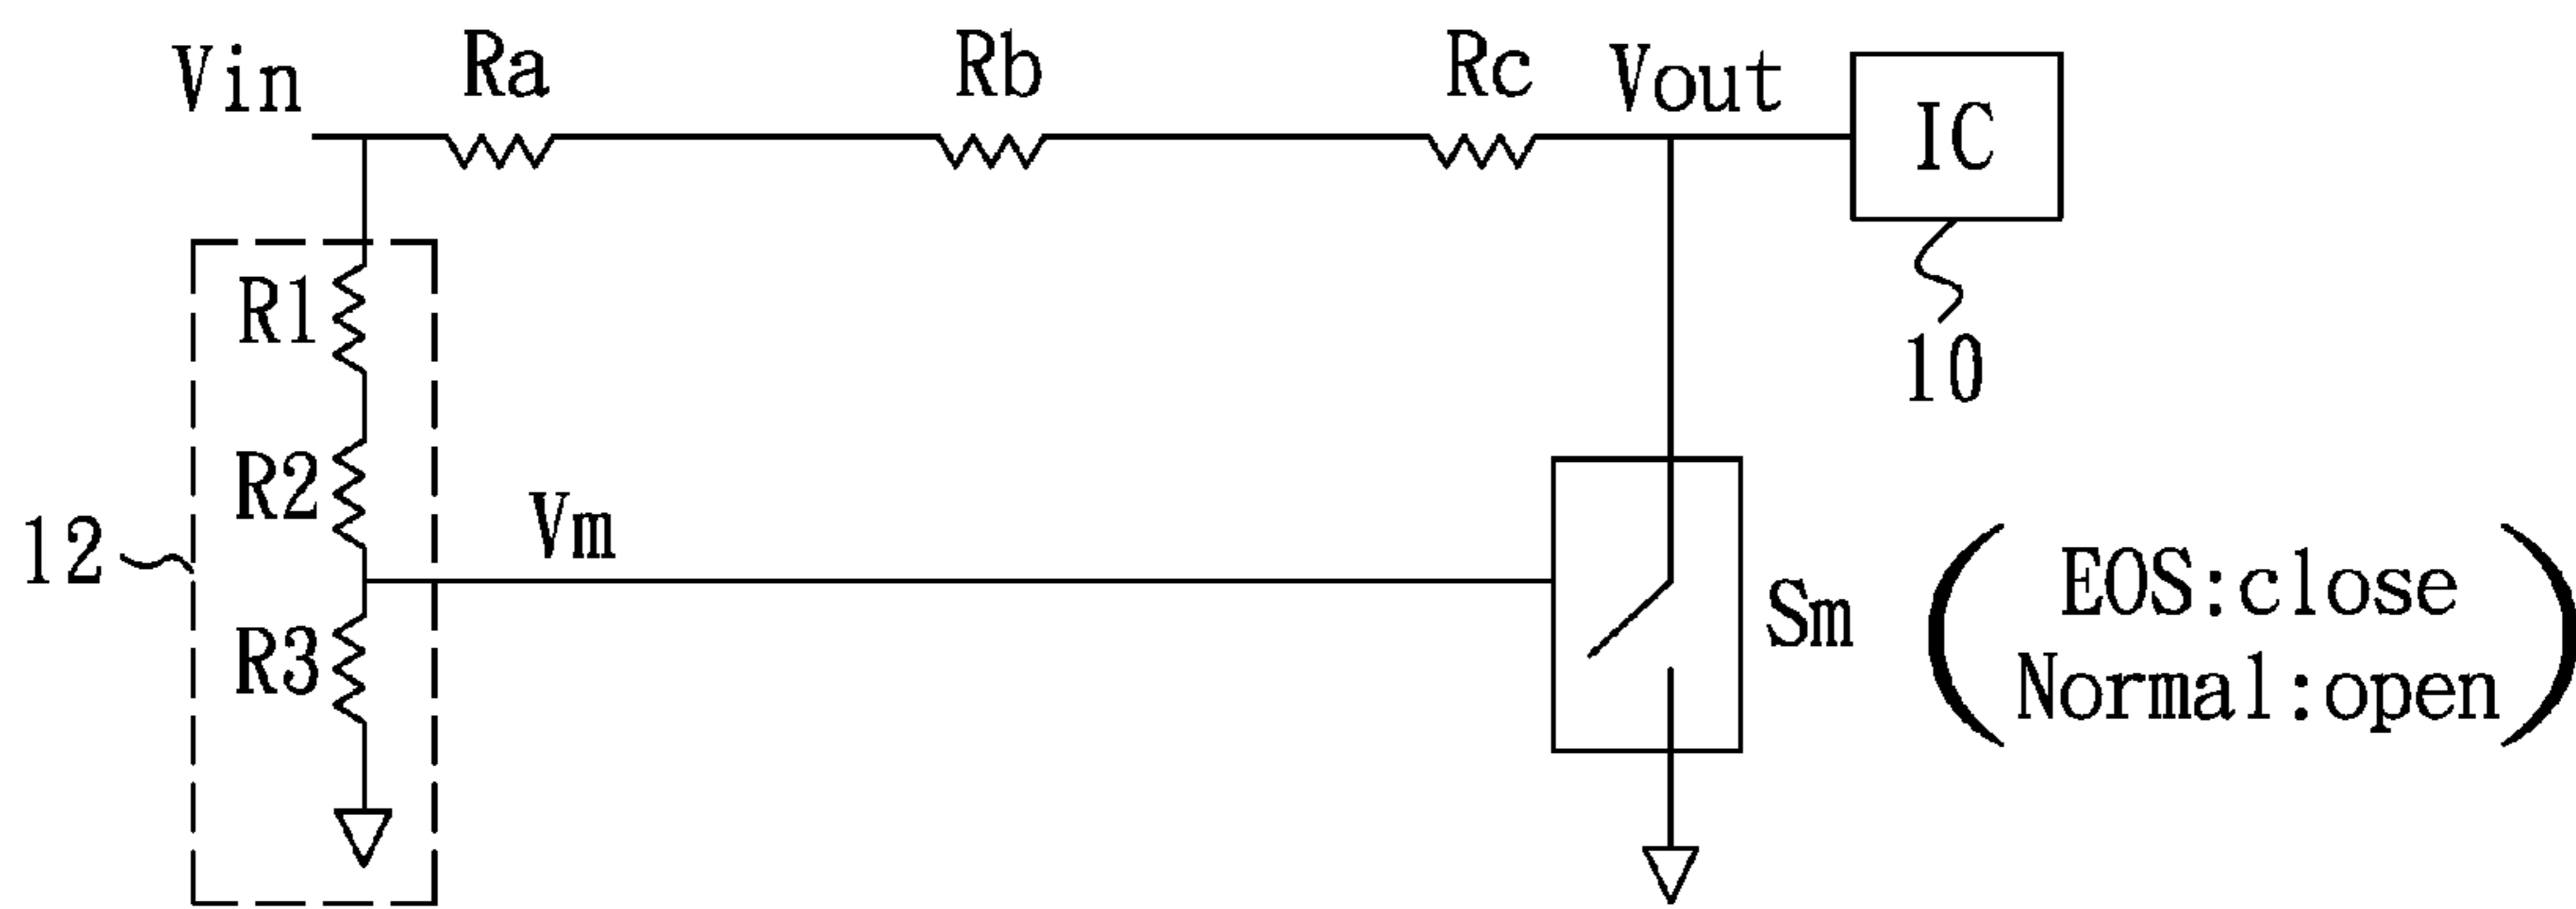 Vin Ra Rb Rc Vout IC
10
R1
R2
R3
12
Vm
Sm
EOS:close
Normal:open